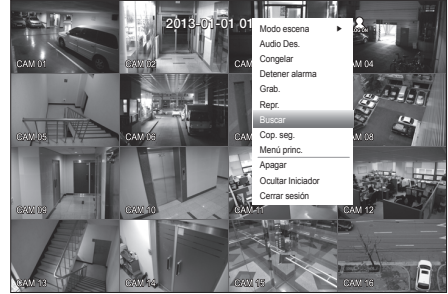 2013-01-01 01
LOG ON
CAM 01
CAM 02
CAM 04
Modo escena
Audio Des.
Congelar
Detener alarma
Grab.
Repr.
Buscar
Cop. seg.
Menú princ.
Apagar
Ocultar Iniciador
Cerrar sesión
CAM 05
CAM 06
CAM 08
CAM 09
CAM 10
CAM 11
CAM 12
CAM 13
CAM 14
CAM 15
CAM 16